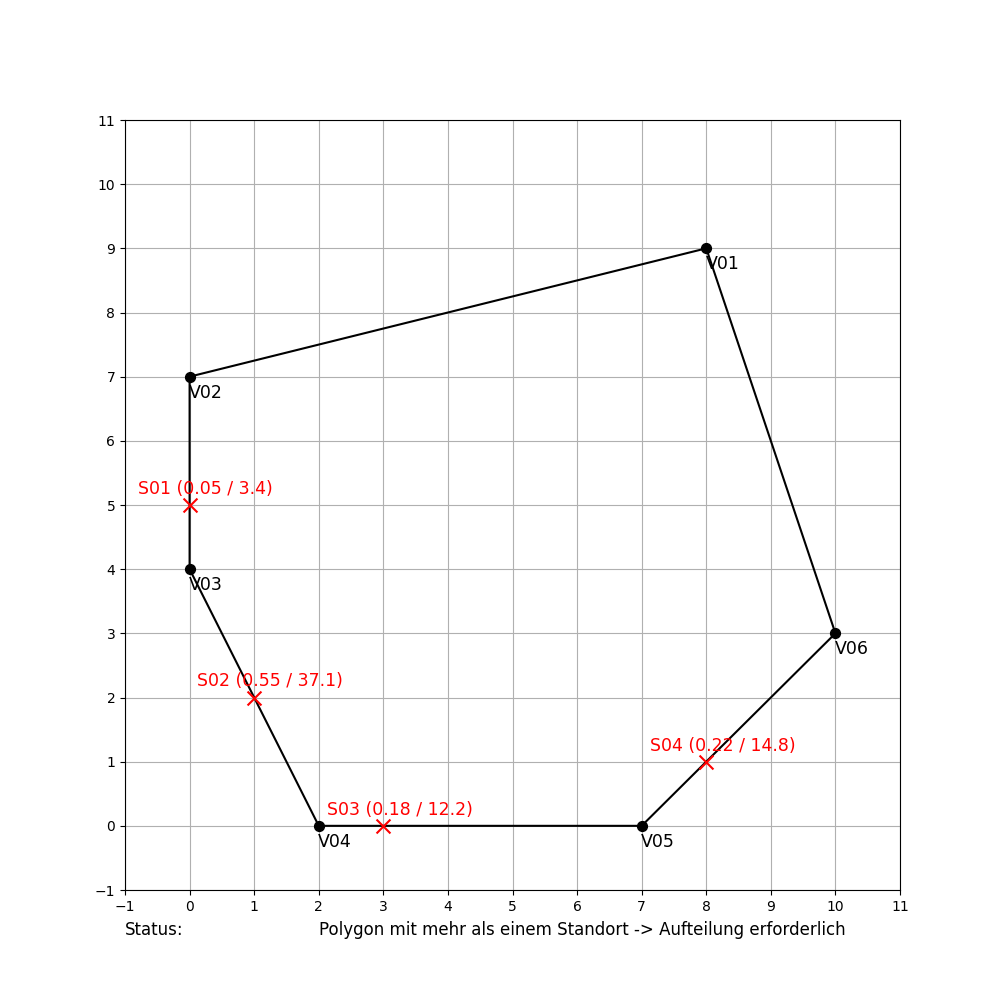 11
10
9
V01
8
7
V02
6
S01 (0.05 / 3.4)
5
4
V03
3
V06
S02 (0.55 / 37.1)
2
S04 (0.22 / 14.8)
1
S03 (0.18 / 12.2)
0
V04
V05
−1
−1 0 1 2 3 4 5 6 7 8 9 10 11
Status: Polygon mit mehr als einem Standort -> Aufteilung erforderlich